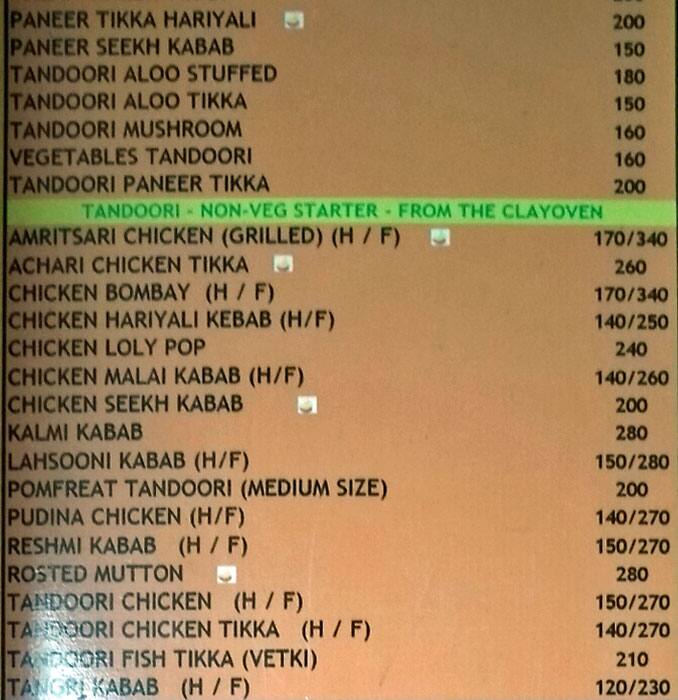 PANEER TIKKA HARIYALI 200
PANEER SEEKH KABAB 150
TANDOORI ALOO STUFFED 180
TANDOORI ALOO TIKKA 150
TANDOORI MUSHROOM 160
VEGETABLES TANDOORI 160
TANDOORI PANEER TIKKA 200
TANDOORI - NON-VEG STARTER - FROM THE CLAYOVEN
AMRITSARI CHICKEN (GRILLED) (H / F) 170/340
ACHARI CHICKEN TIKKA 260
CHICKEN BOMBAY (H / F) 170/340
CHICKEN HARIYALI KEBAB (H/F) 140/250
CHICKEN LOLY POP 240
CHICKEN MALAI KABAB (H/F) 140/260
CHICKEN SEEKH KABAB 200
KALMI KABAB 280
LAHSOONI KABAB (H/F) 150/280
POMFREAT TANDOORI (MEDIUM SIZE) 200
PUDINA CHICKEN (H/F) 140/270
RESHMI KABAB (H / F) 150/270
ROSTED MUTTON 280
TANDOORI CHICKEN (H / F) 150/270
TANDOORI CHICKEN TIKKA (H / F) 140/270
TANDOORI FISH TIKKA (VETKI) 210
TANGRI KABAB (H / F) 120/230